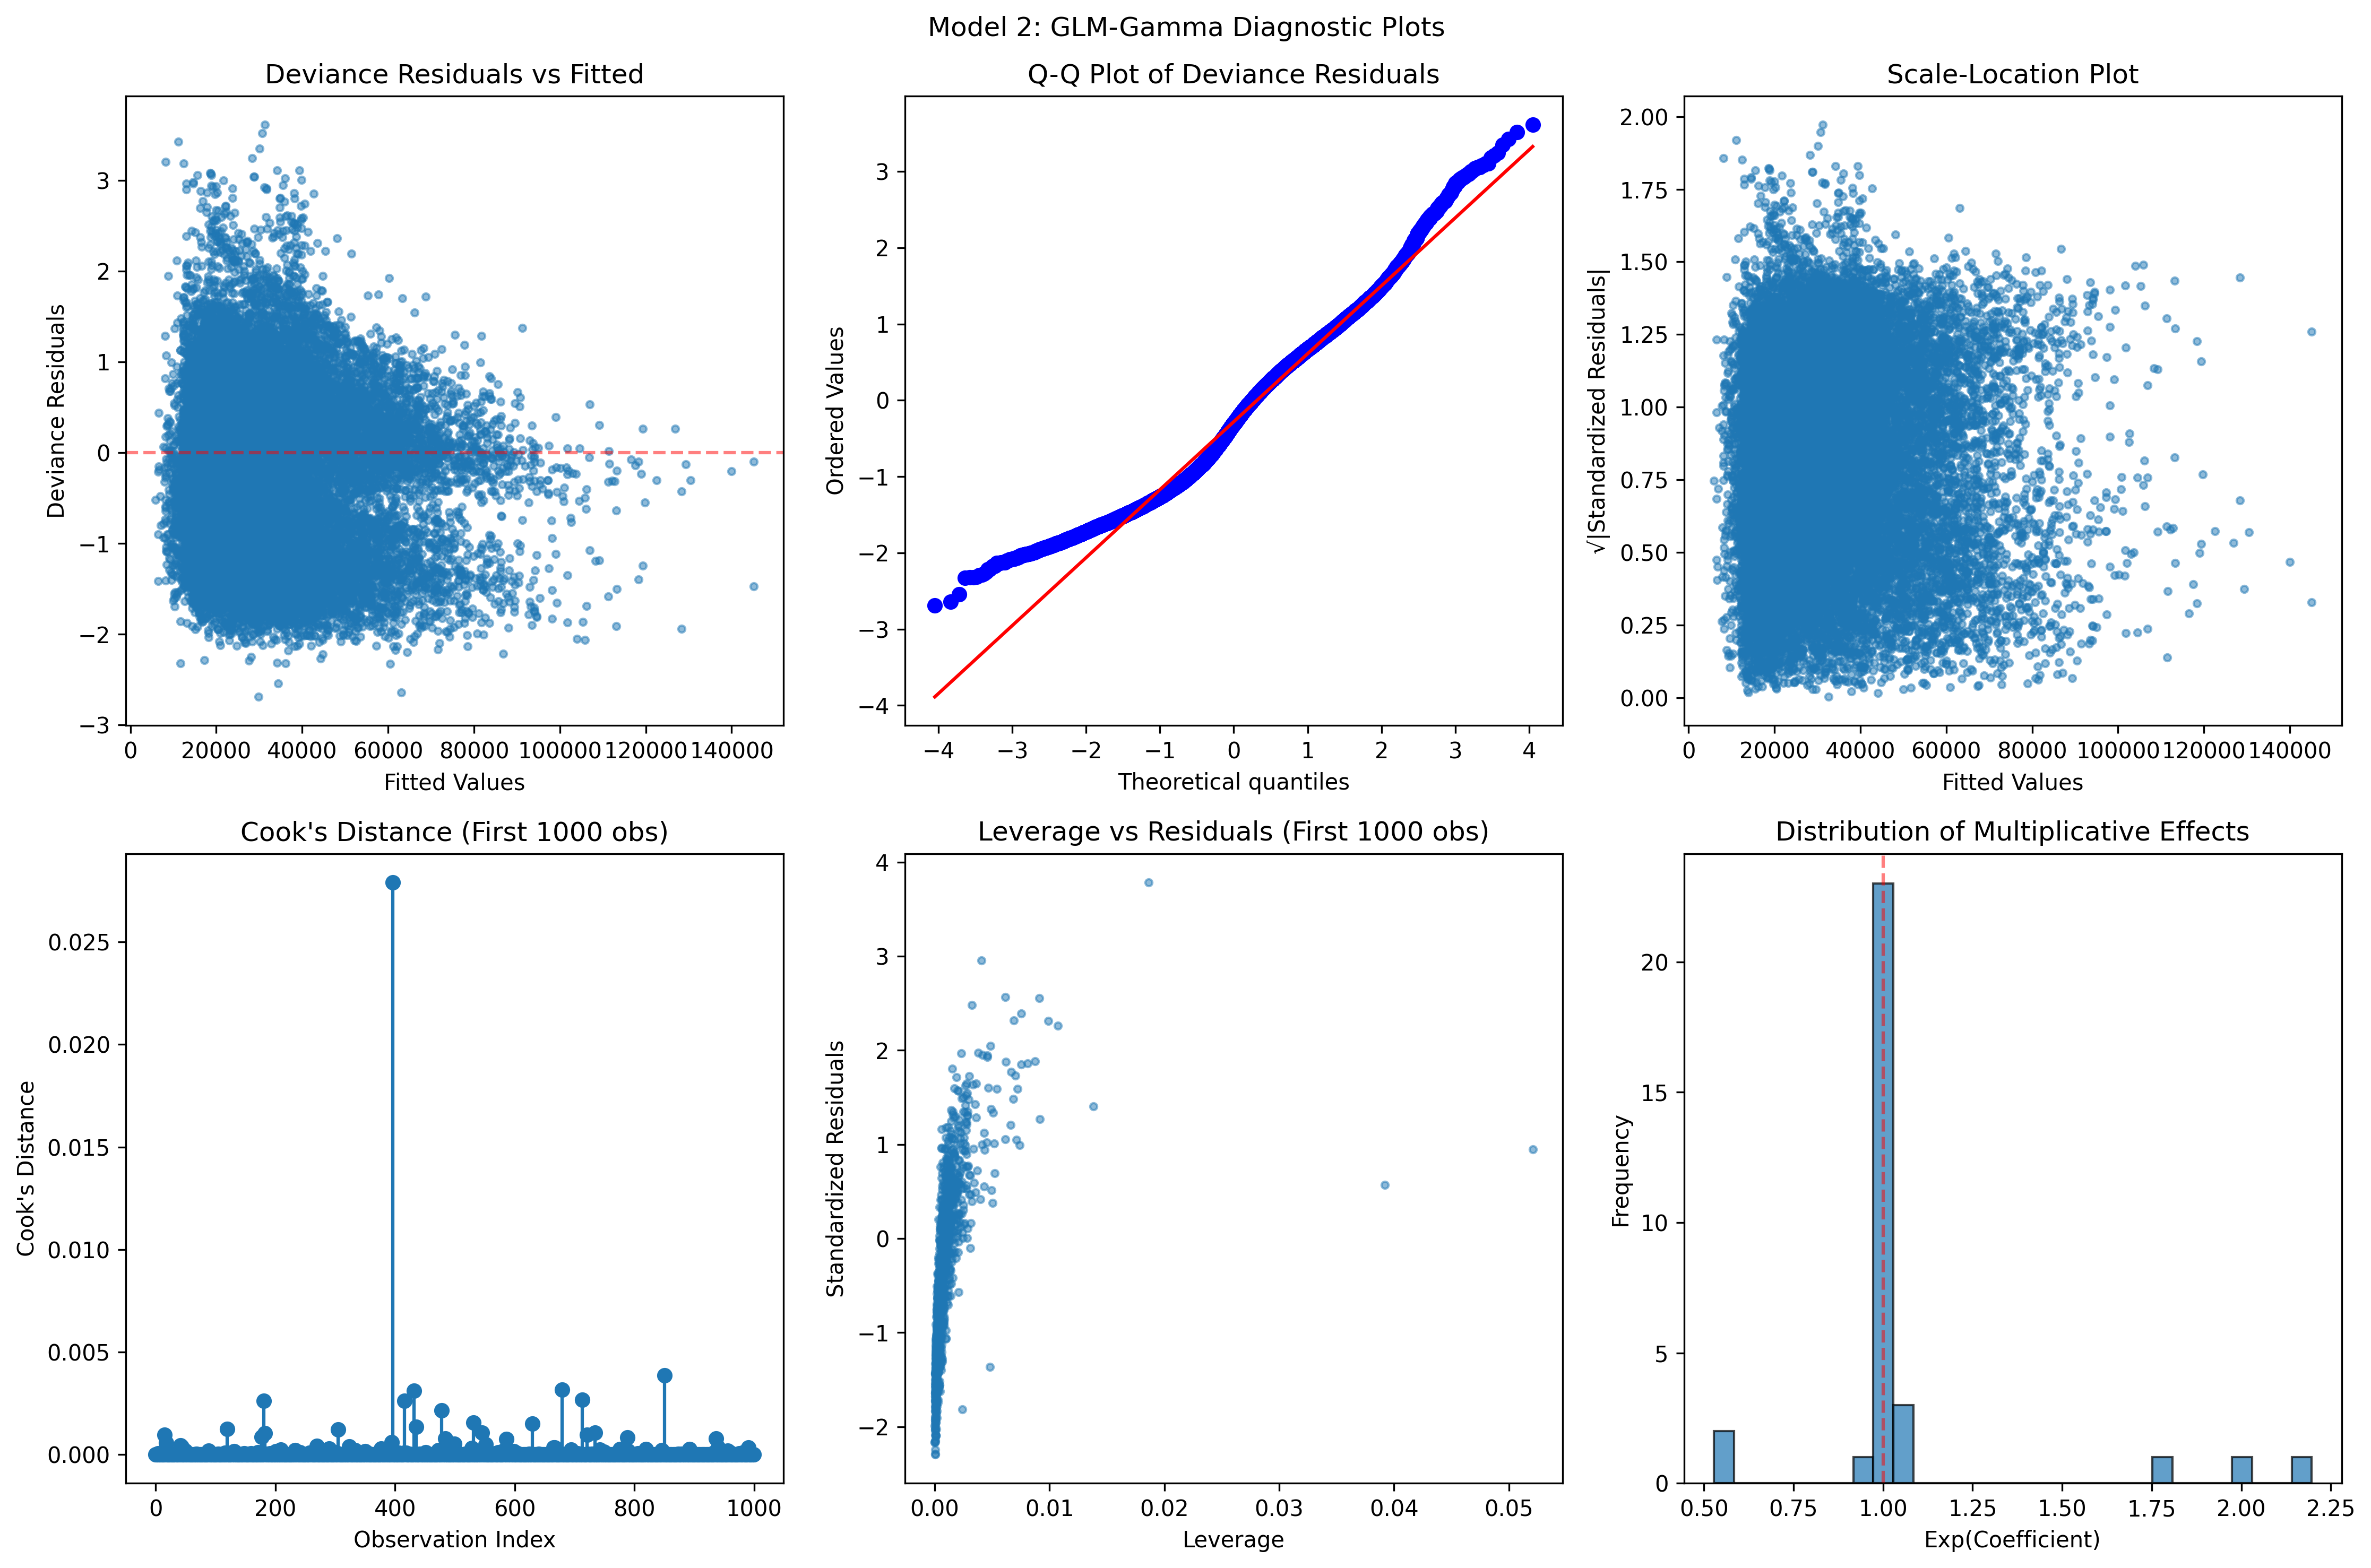 Model 2: GLM-Gamma Diagnostic Plots
Deviance Residuals vs Fitted
Deviance Residuals
3
2
1
0
−1
−2
−3
0 20000 40000 60000 80000 100000 120000 140000
Fitted Values
Q-Q Plot of Deviance Residuals
Ordered Values
3
2
1
0
−1
−2
−3
−4
−4 −3 −2 −1 0 1 2 3 4
Theoretical quantiles
Scale-Location Plot
√|Standardized Residuals|
2.00
1.75
1.50
1.25
1.00
0.75
0.50
0.25
0.00
0 20000 40000 60000 80000 100000 120000 140000
Fitted Values
Cook's Distance (First 1000 obs)
Cook's Distance
0.025
0.020
0.015
0.010
0.005
0.000
0 200 400 600 800 1000
Observation Index
Leverage vs Residuals (First 1000 obs)
Standardized Residuals
4
3
2
1
0
−1
−2
0.00 0.01 0.02 0.03 0.04 0.05
Leverage
Distribution of Multiplicative Effects
Frequency
20
15
10
5
0
0.50 0.75 1.00 1.25 1.50 1.75 2.00 2.25
Exp(Coefficient)